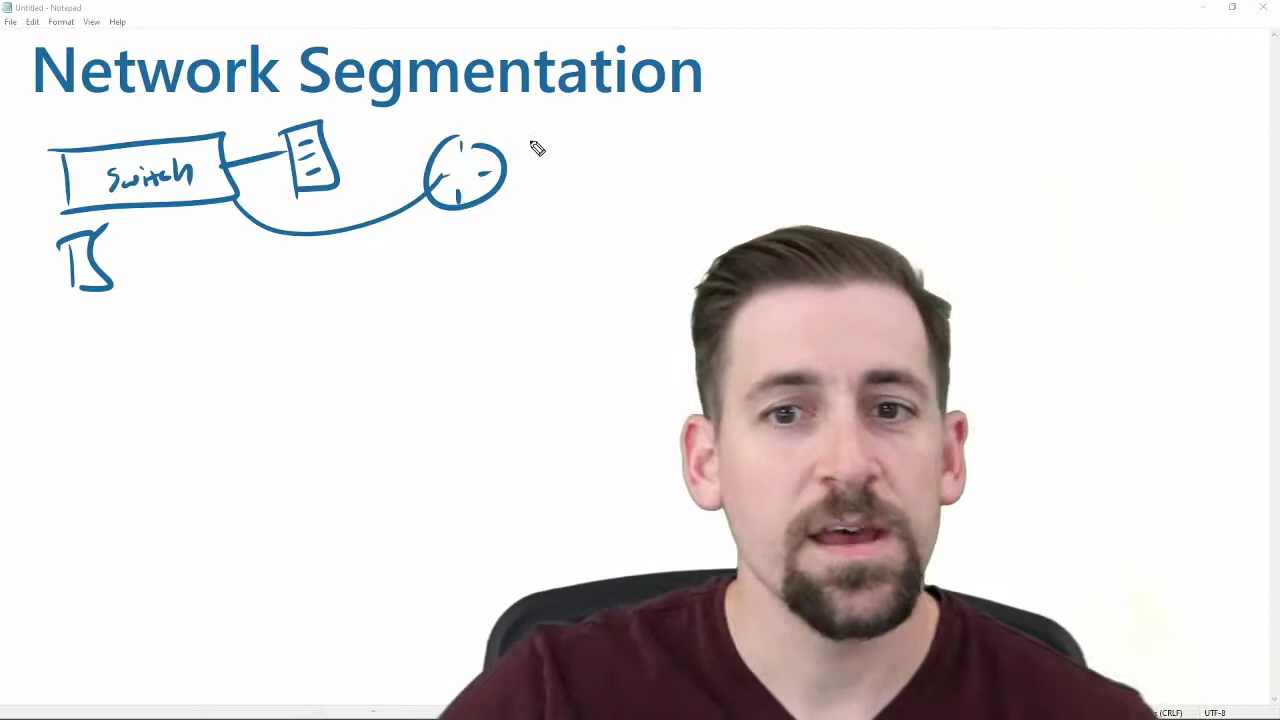 Untitled - Notepad
File Edit Format View Help
Network Segmentation
Switch
(CRLF) UTF-8